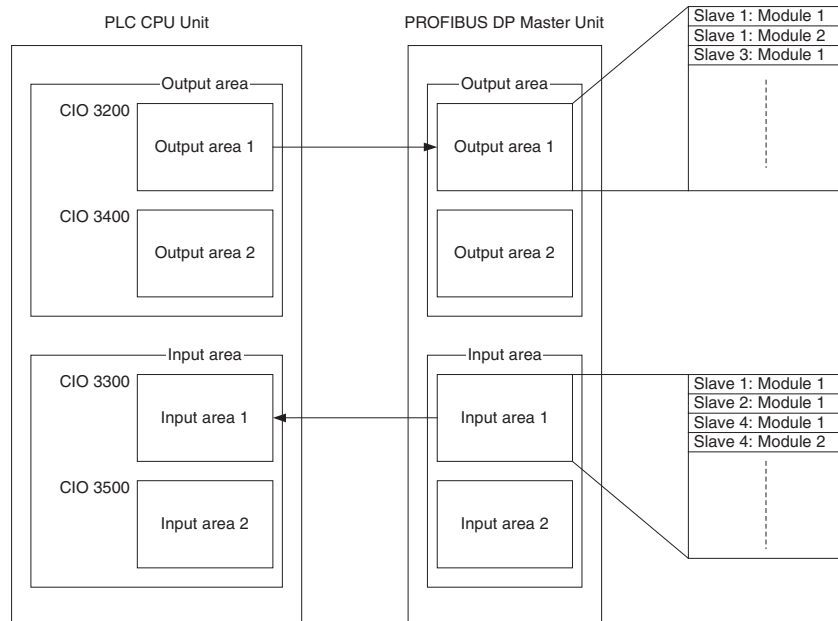 PLC CPU Unit
PROFIBUS DP Master Unit
Slave 1: Module 1
Slave 1: Module 2
Slave 3: Module 1
Output area
CIO 3200
Output area 1
CIO 3400
Output area 2
Output area
Output area 1
Output area 2
Input area
CIO 3300
Input area 1
CIO 3500
Input area 2
Input area
Input area 1
Input area 2
Slave 1: Module 1
Slave 2: Module 1
Slave 4: Module 1
Slave 4: Module 2